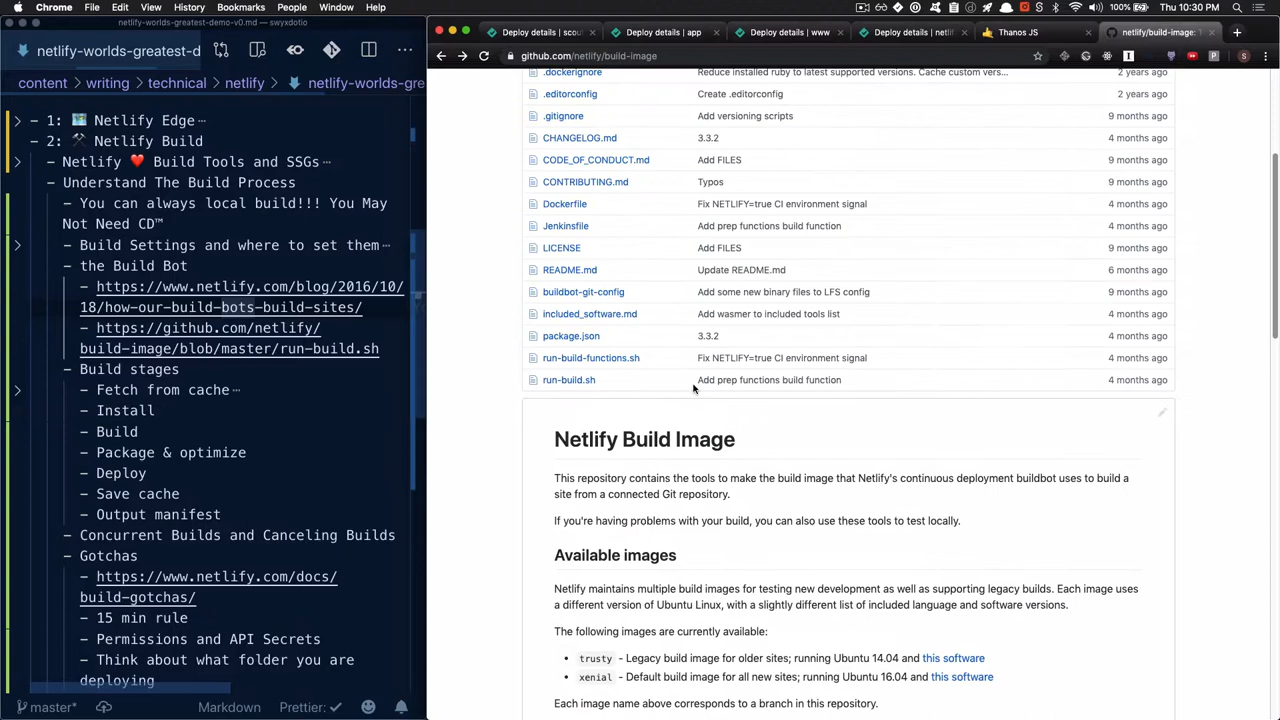 Chrome File Edit View History Bookmarks People Window Help
100% Thu 10:30 PM
netlify-worlds-greatest-demo-v0.md — swyxdotio
netlify-worlds-greatest-d
content > writing > technical > netlify > netlify-worlds-gre
- 1: Netlify Edge…
- 2: Netlify Build
- Netlify ❤️ Build Tools and SSGs…
- Understand The Build Process
- You can always local build!!! You May
Not Need CD™
- Build Settings and where to set them…
- the Build Bot
- https://www.netlify.com/blog/2016/10/
18/how-our-build-bots-build-sites/
- https://github.com/netlify/
build-image/blob/master/run-build.sh
- Build stages
- Fetch from cache…
- Install
- Build
- Package & optimize
- Deploy
- Save cache
- Output manifest
- Concurrent Builds and Canceling Builds
- Gotchas
- https://www.netlify.com/docs/
build-gotchas/
- 15 min rule
- Permissions and API Secrets
- Think about what folder you are
deploying
master* Markdown Prettier: ✓
Deploy details | scou Deploy details | app Deploy details | www Deploy details | netli Thanos JS netlify/build-image:
github.com/netlify/build-image
.dockerignore Reduce installed ruby to latest supported versions. Cache custom vers… 2 years ago
.editorconfig Create .editorconfig 2 years ago
.gitignore Add versioning scripts 9 months ago
CHANGELOG.md 3.3.2 4 months ago
CODE_OF_CONDUCT.md Add FILES 9 months ago
CONTRIBUTING.md Typos 9 months ago
Dockerfile Fix NETLIFY=true CI environment signal 4 months ago
Jenkinsfile Add prep functions build function 4 months ago
LICENSE Add FILES 9 months ago
README.md Update README.md 6 months ago
buildbot-git-config Add some new binary files to LFS config 4 months ago
included_software.md Add wasmer to included tools list 4 months ago
package.json 3.3.2 4 months ago
run-build-functions.sh Fix NETLIFY=true CI environment signal 4 months ago
run-build.sh Add prep functions build function 4 months ago
Netlify Build Image
This repository contains the tools to make the build image that Netlify's continuous deployment buildbot uses to build a
site from a connected Git repository.
If you're having problems with your build, you can also use these tools to test locally.
Available images
Netlify maintains multiple build images for testing new development as well as supporting legacy builds. Each image uses
a different version of Ubuntu Linux, with a slightly different list of included language and software versions.
The following images are currently available:
• trusty - Legacy build image for older sites; running Ubuntu 14.04 and this software
• xenial - Default build image for all new sites; running Ubuntu 16.04 and this software
Each image name above corresponds to a branch in this repository.